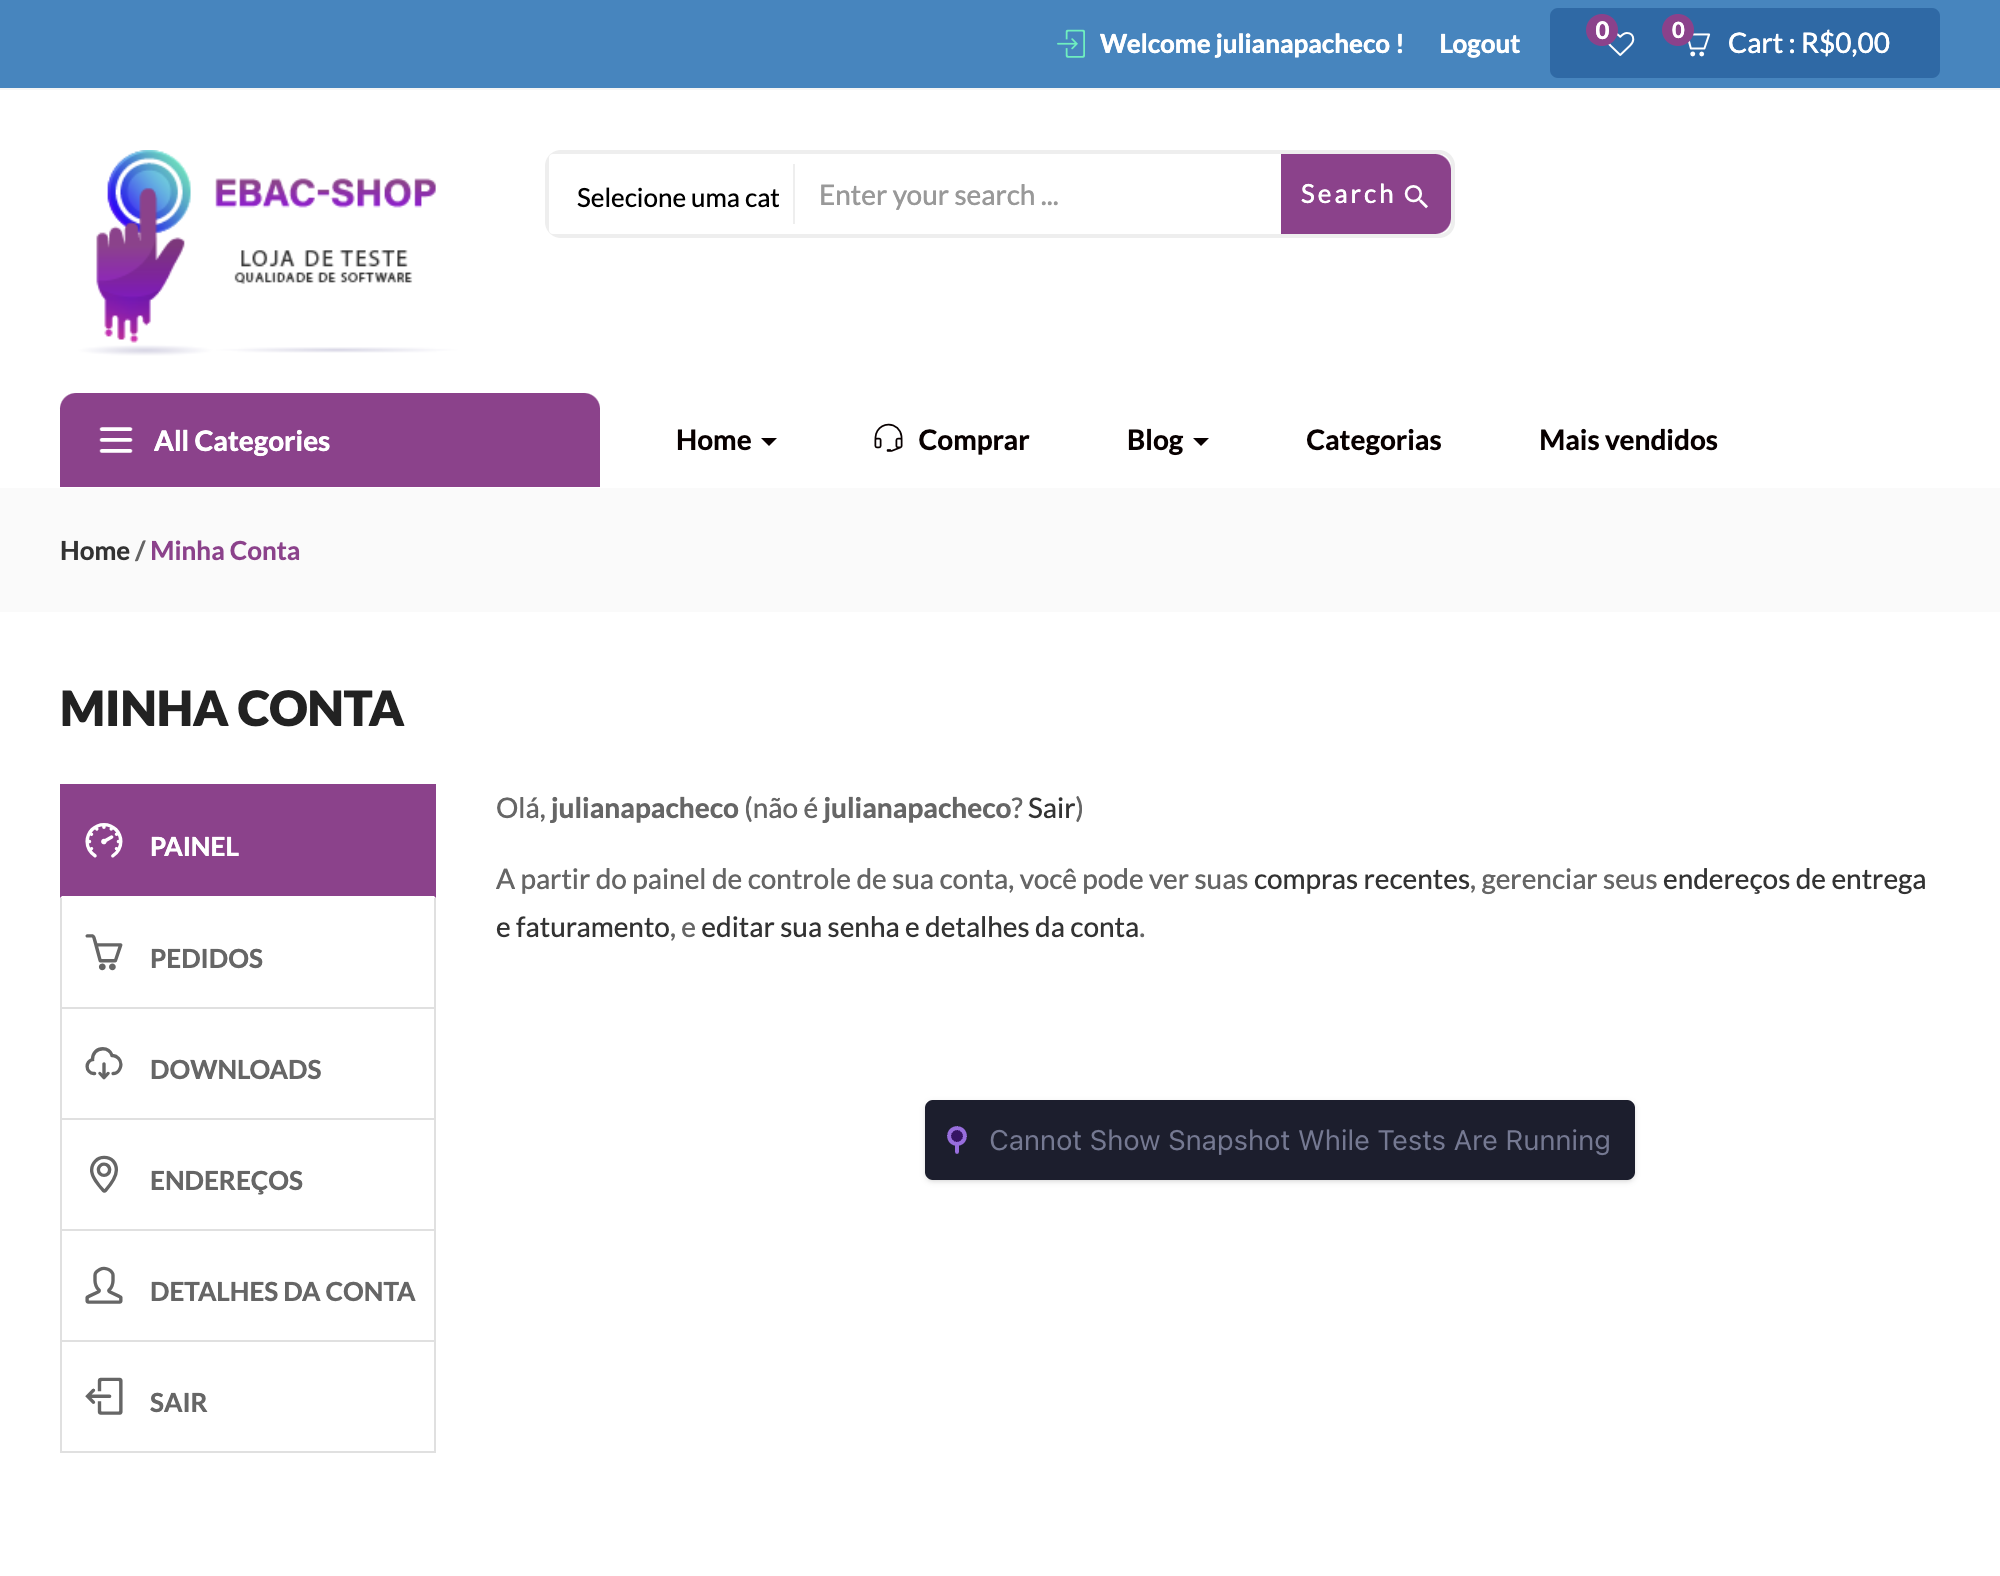 Welcome julianapacheco ! Logout 0 0 Cart : R$0,00
EBAC-SHOP
LOJA DE TESTE
QUALIDADE DE SOFTWARE
Selecione uma cat Enter your search ... Search
All Categories Home Comprar Blog Categorias Mais vendidos
Home / Minha Conta
MINHA CONTA
PAINEL
PEDIDOS
DOWNLOADS
ENDEREÇOS
DETALHES DA CONTA
SAIR
Olá, julianapacheco (não é julianapacheco? Sair)
A partir do painel de controle de sua conta, você pode ver suas compras recentes, gerenciar seus endereços de entrega
e faturamento, e editar sua senha e detalhes da conta.
Cannot Show Snapshot While Tests Are Running